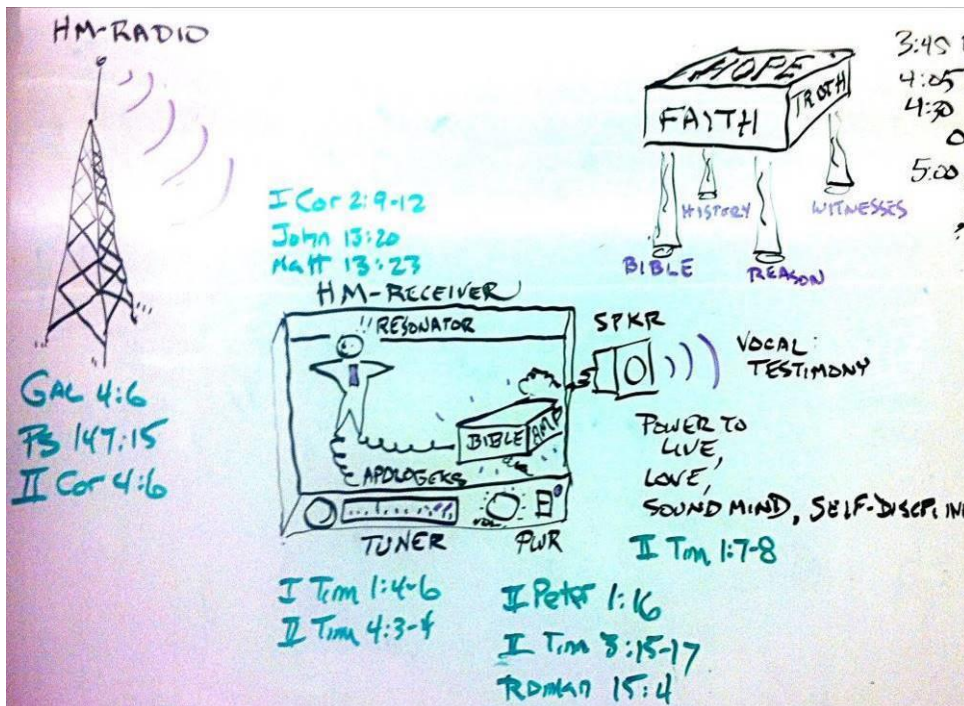 HM-RADIO
GAL 4:6
PS 147:15
II Cor 4:6
I Cor 2:9-12
John 13:20
Matt 13:23
HM-RECEIVER
!! RESONATOR
BIBLE AMP
APOLOGEKS
VOL
TUNER PWR
I Tim 1:4-6
II Tim 4:3-4
II Peter 1:16
II Tim 3:15-17
Roman 15:4
HOPE
FAITH TRUTH
HISTORY WITNESSES
BIBLE REASON
SPKR
VOCAL:
TESTIMONY
POWER TO
LIVE,
LOVE,
SOUND MIND, SELF-DISCPLINE
II Tim 1:7-8
3:45
4:05
4:30
5:00